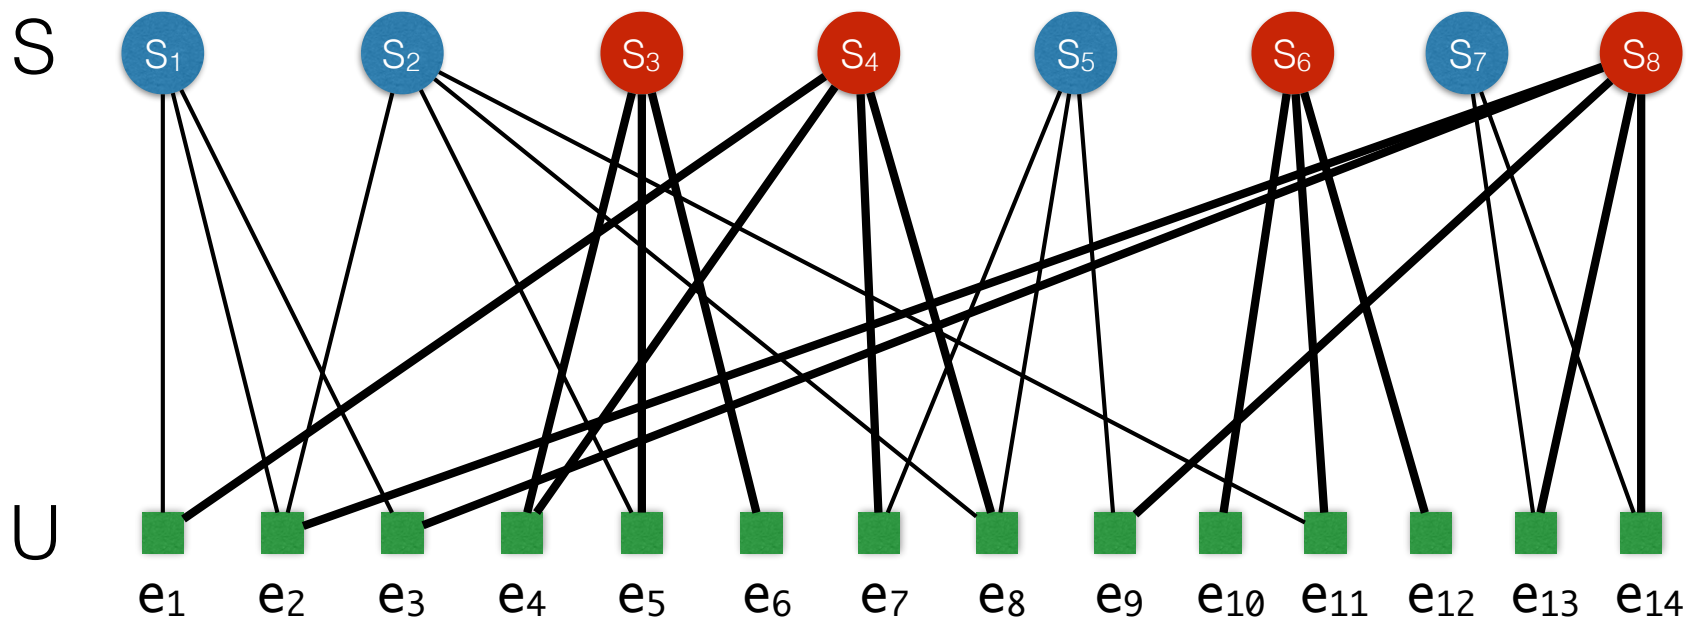 S S₁ S₂ S₃ S₄ S₅ S₆ S₇ S₈
U
e₁ e₂ e₃ e₄ e₅ e₆ e₇ e₈ e₉ e₁₀ e₁₁ e₁₂ e₁₃ e₁₄